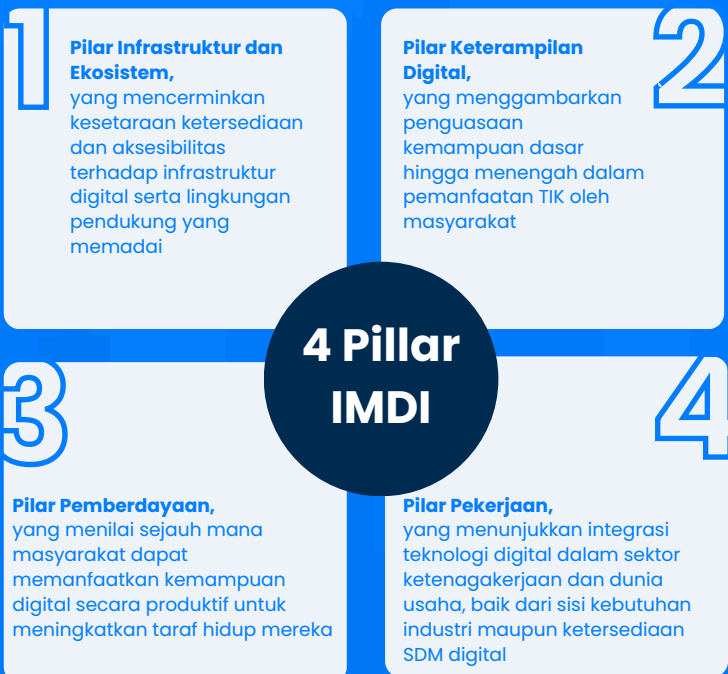 1
Pilar Infrastruktur dan
Ekosistem,
yang mencerminkan
kesetaraan ketersediaan
dan aksesibilitas
terhadap infrastruktur
digital serta lingkungan
pendukung yang
memadai
2
Pilar Keterampilan
Digital,
yang menggambarkan
penguasaan
kemampuan dasar
hingga menengah dalam
pemanfaatan TIK oleh
masyarakat
4 Pillar
IMDI
3
Pilar Pemberdayaan,
yang menilai sejauh mana
masyarakat dapat
memanfaatkan kemampuan
digital secara produktif untuk
meningkatkan taraf hidup mereka
4
Pilar Pekerjaan,
yang menunjukkan integrasi
teknologi digital dalam sektor
ketenagakerjaan dan dunia
usaha, baik dari sisi kebutuhan
industri maupun ketersediaan
SDM digital